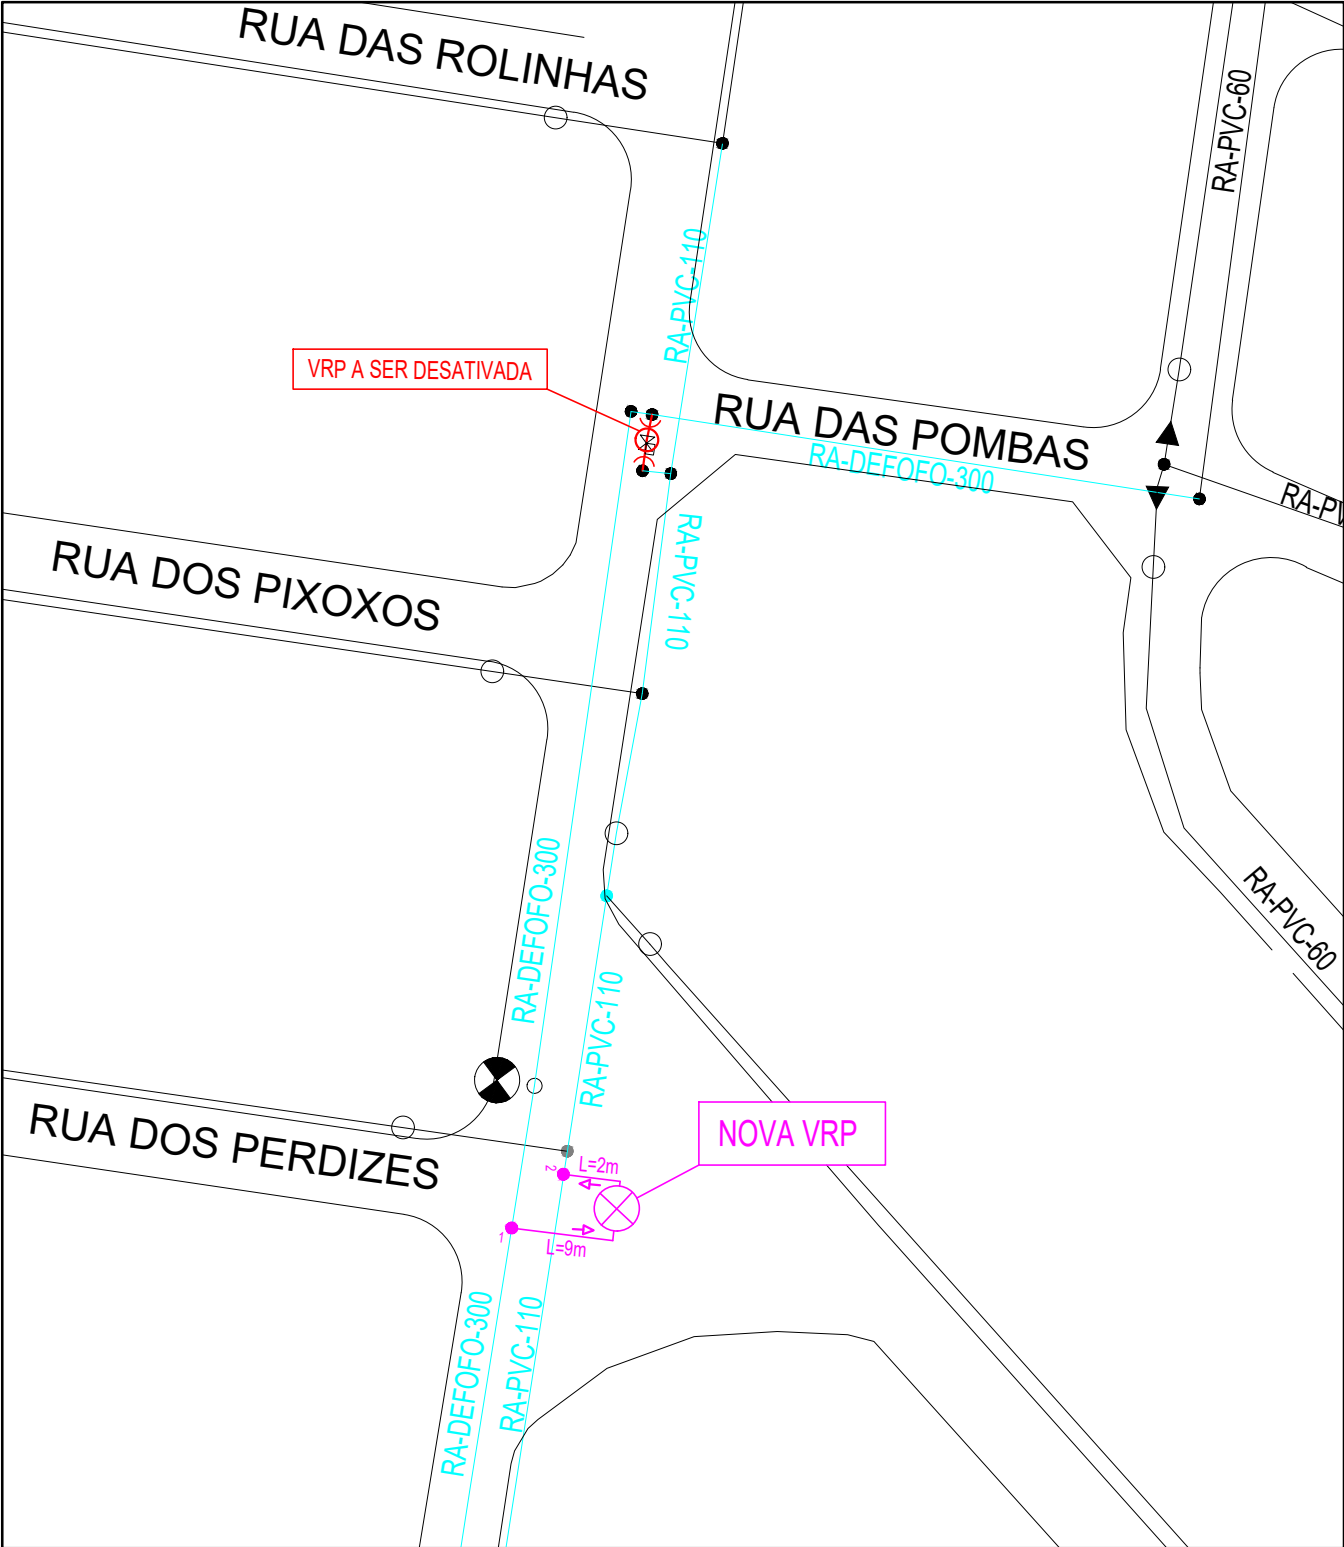 RUA DAS ROLINHAS
RA-PVC-60
RA-PVC-110
VRP A SER DESATIVADA
RUA DAS POMBAS
RA-DEFOFO-300
RA-PV
RA-PVC-110
RUA DOS PIXOXOS
RA-DEFOFO-300
RA-PVC-60
RA-PVC-110
RUA DOS PERDIZES
NOVA VRP
2
L=2m
1
L=9m
RA-DEFOFO-300
RA-PVC-110